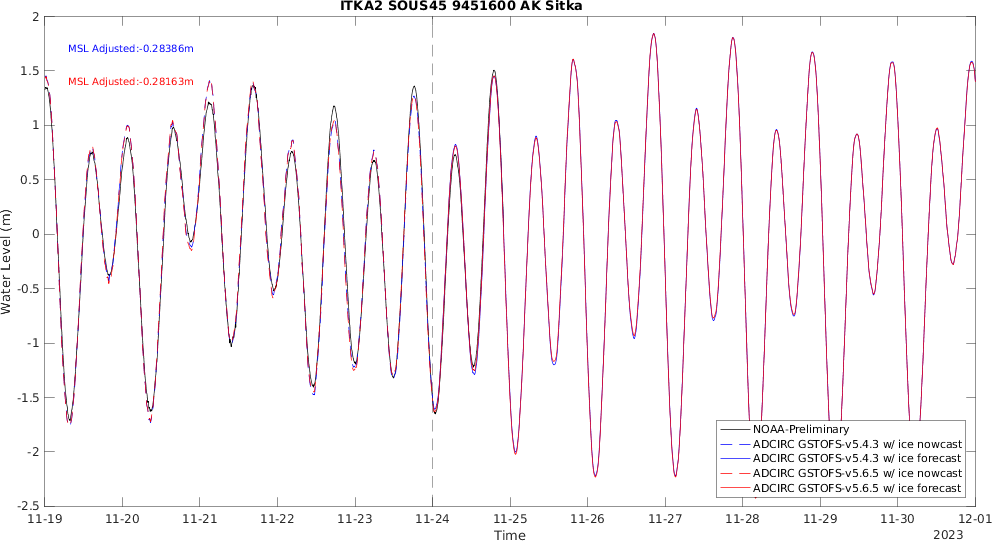 ITKA2 SOUS45 9451600 AK Sitka
MSL Adjusted:-0.28386m
MSL Adjusted:-0.28163m
Water Level (m)
2
1.5
1
0.5
0
-0.5
-1
-1.5
-2
-2.5
NOAA-Preliminary
ADCIRC GSTOFS-v5.4.3 w/ ice nowcast
ADCIRC GSTOFS-v5.4.3 w/ ice forecast
ADCIRC GSTOFS-v5.6.5 w/ ice nowcast
ADCIRC GSTOFS-v5.6.5 w/ ice forecast
11-19 11-20 11-21 11-22 11-23 11-24 11-25 11-26 11-27 11-28 11-29 11-30 12-01
Time
2023